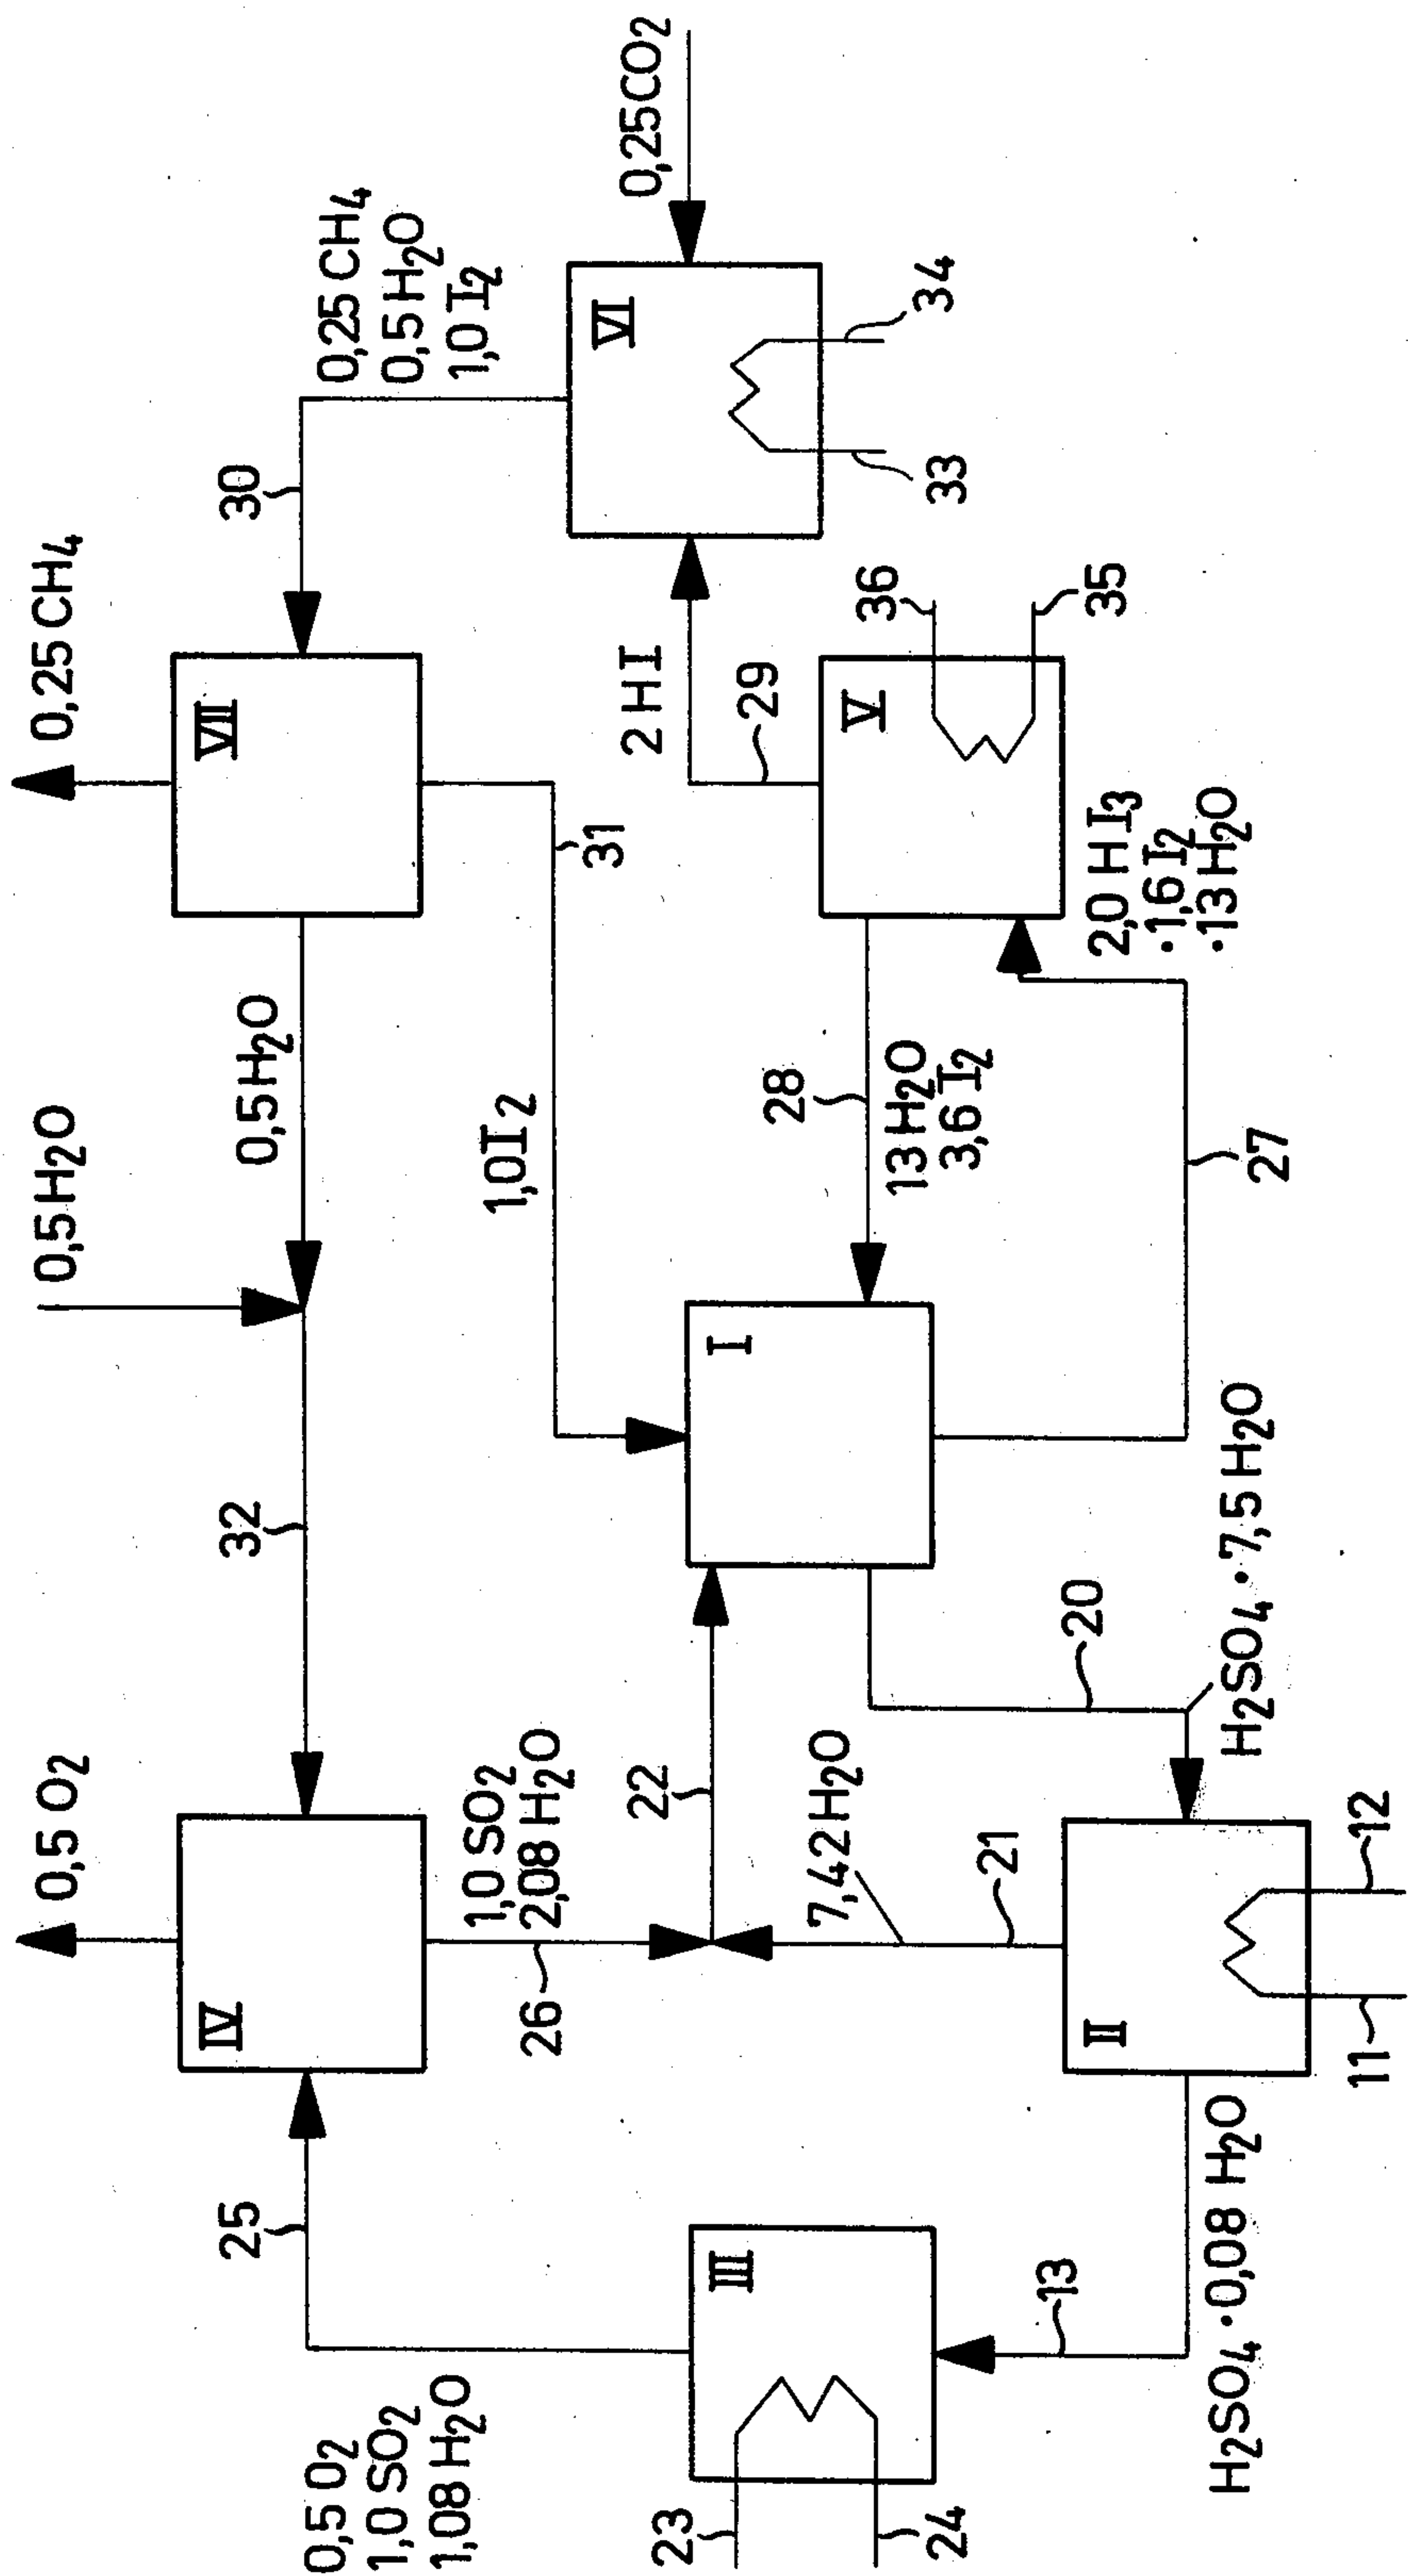 0,5 O2
0,5 H2O
0,25 CH4
IV
32
0,5 H2O
VII
30
0,25 CH4
0,5 H2O
1,0 I2
25
0,5 O2
1,0 SO2
1,08 H2O
26
1,0 SO2
2,08 H2O
1,0 I2
31
2 HI
29
0,25 CO2
VI
33
34
III
23
24
22
7,42 H2O
21
I
28
13 H2O
3,6 I2
V
36
35
13
II
20
27
2,0 HI3
·1,6 I2
·13 H2O
H2SO4·0,08 H2O
H2SO4·7,5 H2O
11
12